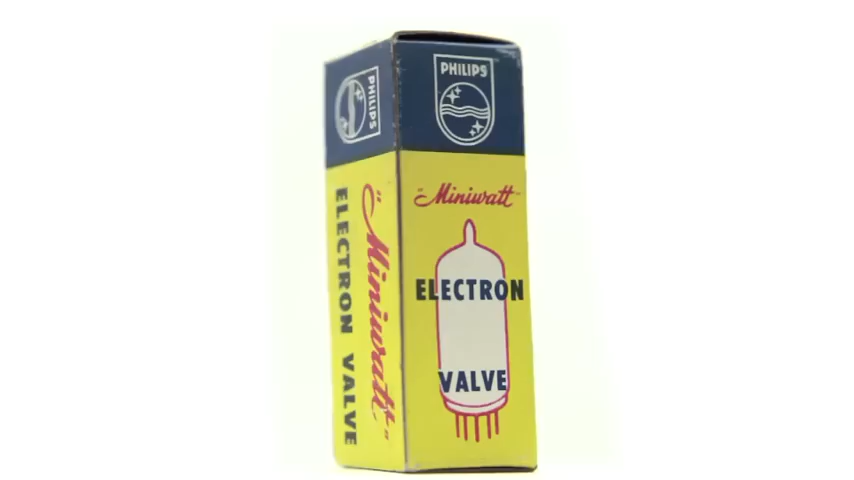 PHILIPS
"Miniwatt"
ELECTRON VALVE
PHILIPS
"Miniwatt"
ELECTRON
VALVE